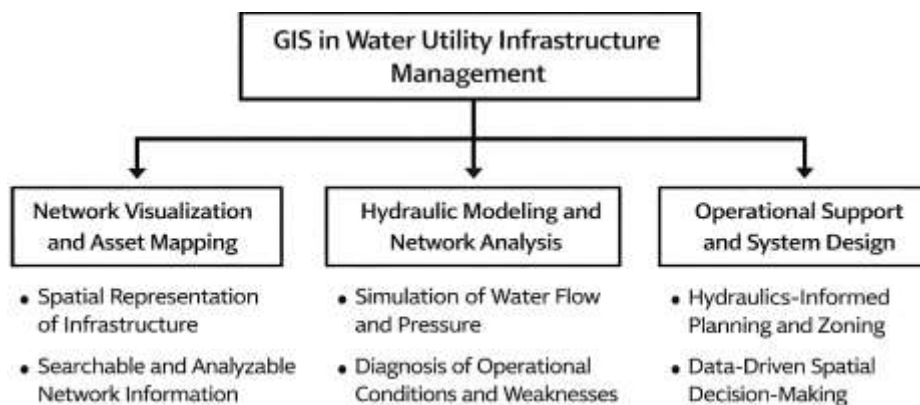 GIS in Water Utility Infrastructure
Management
Network Visualization
and Asset Mapping
• Spatial Representation
of Infrastructure
• Searchable and Analyzable
Network Information
Hydraulic Modeling and
Network Analysis
• Simulation of Water Flow
and Pressure
• Diagnosis of Operational
Conditions and Weaknesses
Operational Support
and System Design
• Hydraulics-Informed
Planning and Zoning
• Data-Driven Spatial
Decision-Making